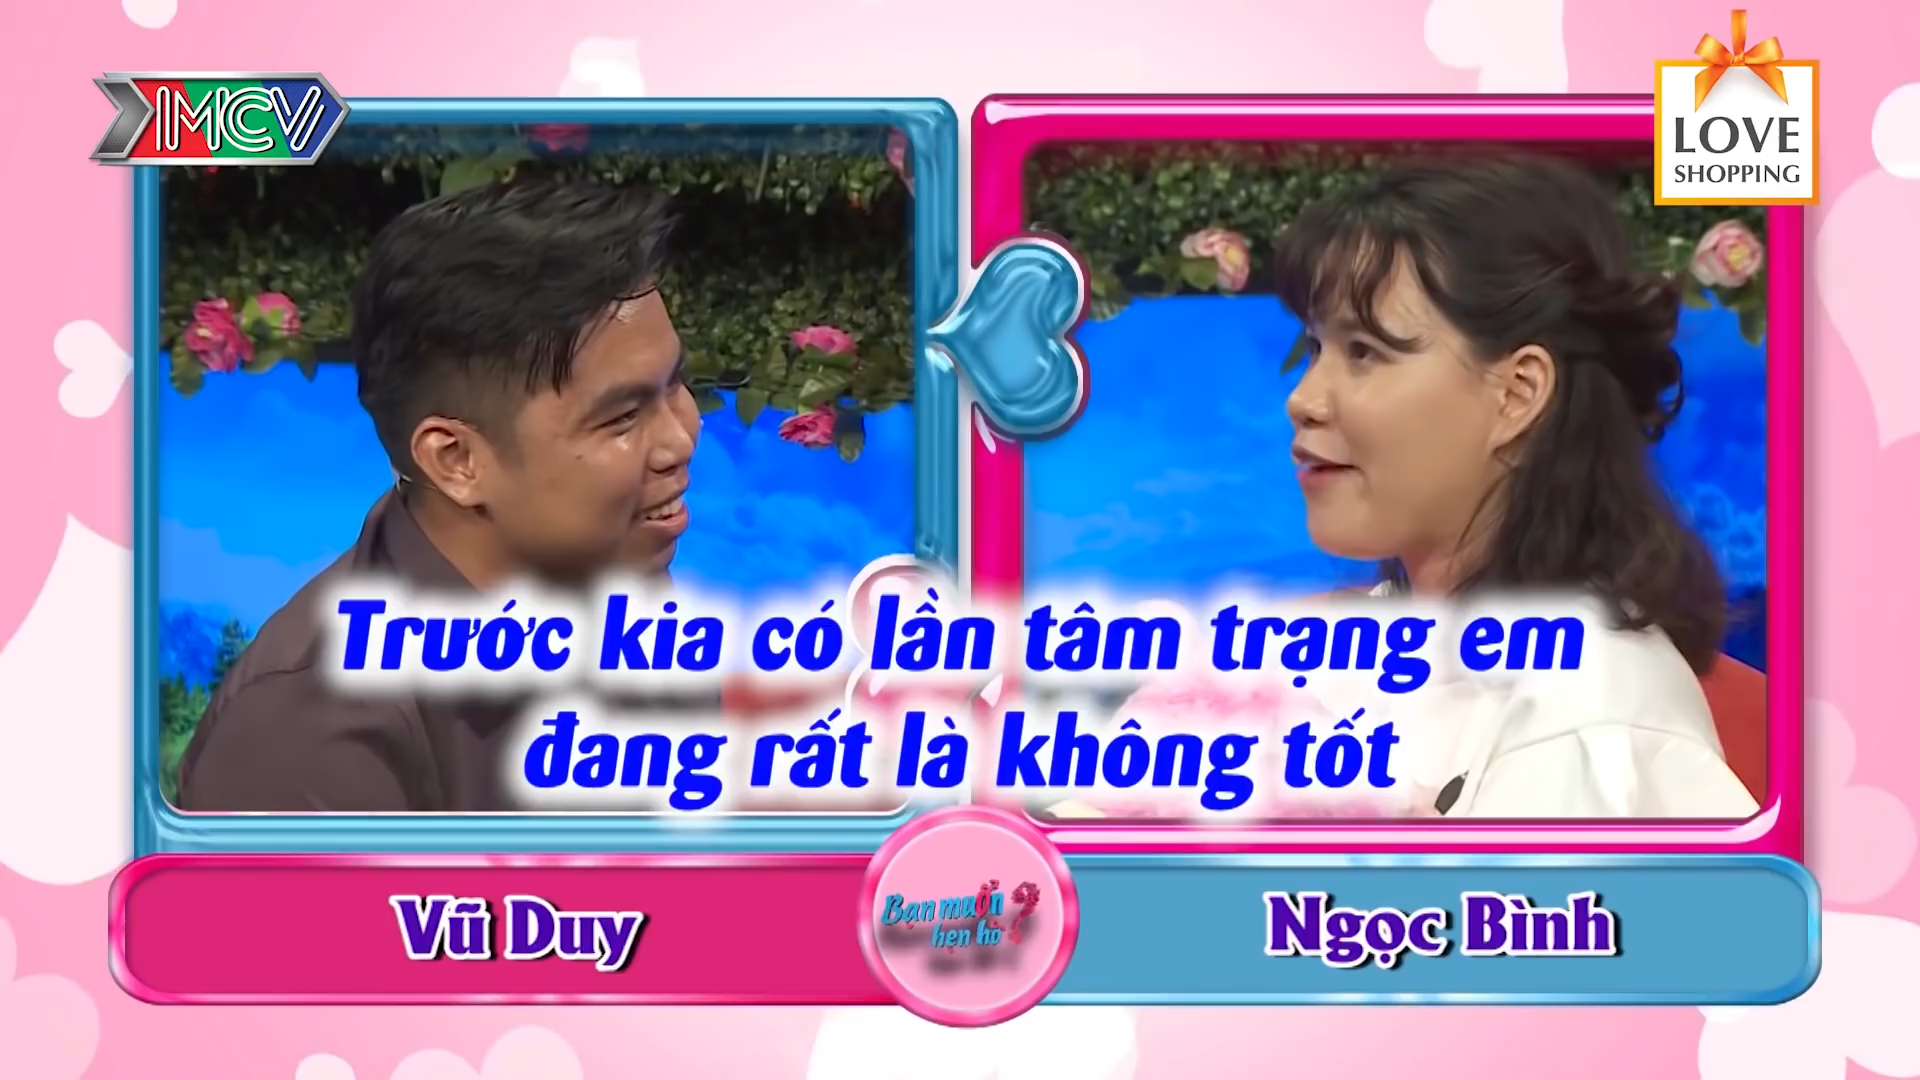 MCV
LOVE
SHOPPING
Trước kia có lần tâm trạng em
đang rất là không tốt
Vũ Duy
Bạn muốn
hẹn hò
?
Ngọc Bình